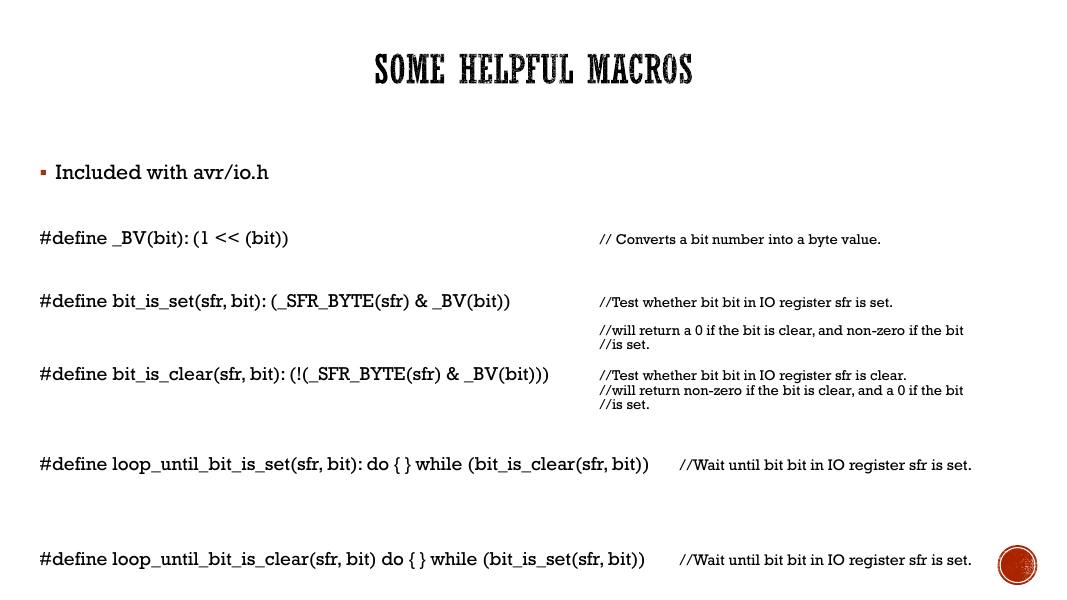 SOME HELPFUL MACROS
▪ Included with avr/io.h
#define _BV(bit): (1 << (bit))
// Converts a bit number into a byte value.
#define bit_is_set(sfr, bit): (_SFR_BYTE(sfr) & _BV(bit))
//Test whether bit bit in IO register sfr is set.
//will return a 0 if the bit is clear, and non-zero if the bit
//is set.
#define bit_is_clear(sfr, bit): (!(_SFR_BYTE(sfr) & _BV(bit)))
//Test whether bit bit in IO register sfr is clear.
//will return non-zero if the bit is clear, and a 0 if the bit
//is set.
#define loop_until_bit_is_set(sfr, bit): do { } while (bit_is_clear(sfr, bit))
//Wait until bit bit in IO register sfr is set.
#define loop_until_bit_is_clear(sfr, bit) do { } while (bit_is_set(sfr, bit))
//Wait until bit bit in IO register sfr is set.